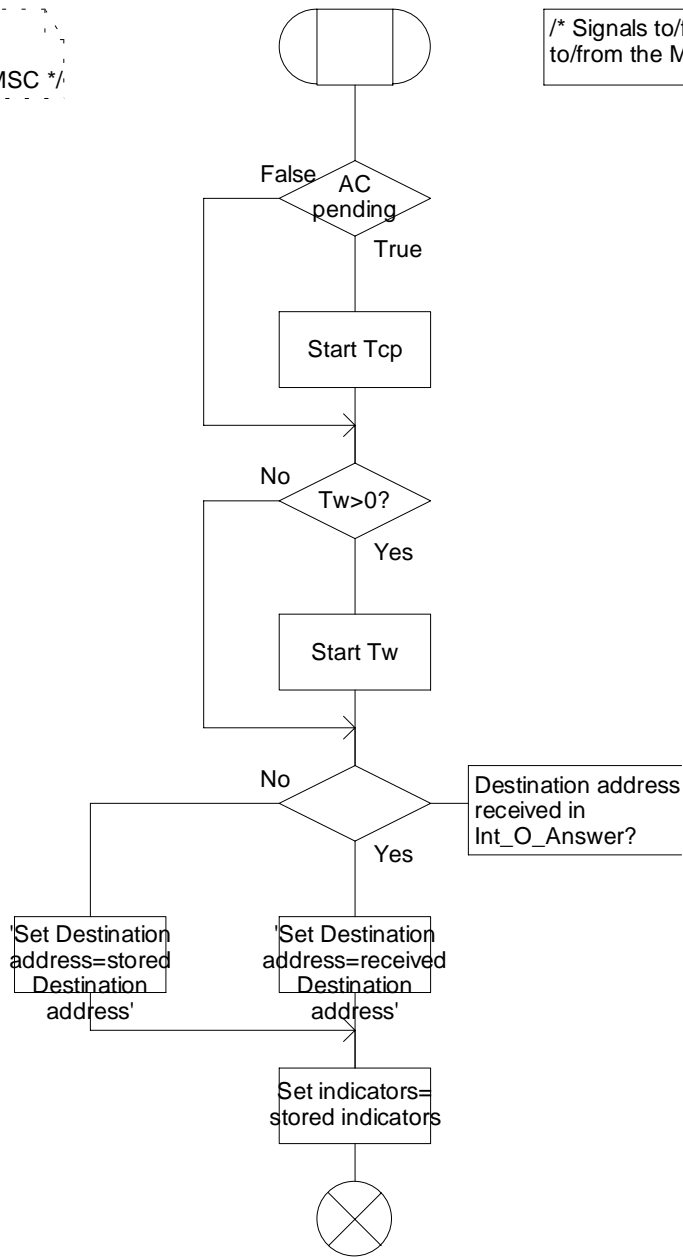 MSC */
/* Signals to/
to/from the M
False
AC
pending
True
Start Tcp
No
Tw>0?
Yes
Start Tw
No
Destination address
received in
Int_O_Answer?
Yes
'Set Destination
address=stored
Destination
address'
'Set Destination
address=received
Destination
address'
Set indicators=
stored indicators